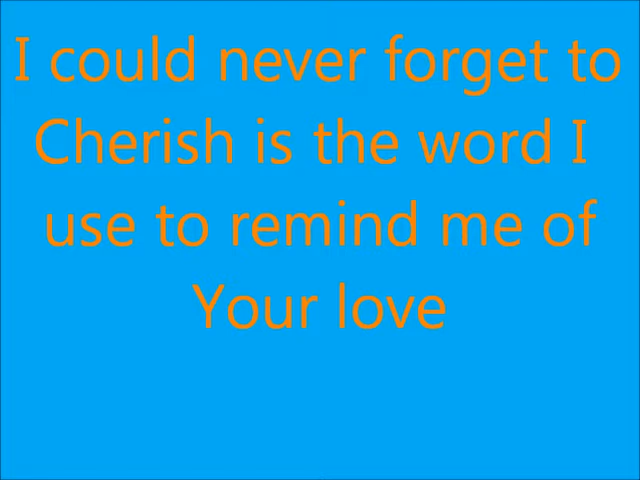 I could never forget to
Cherish is the word I
use to remind me of
Your love